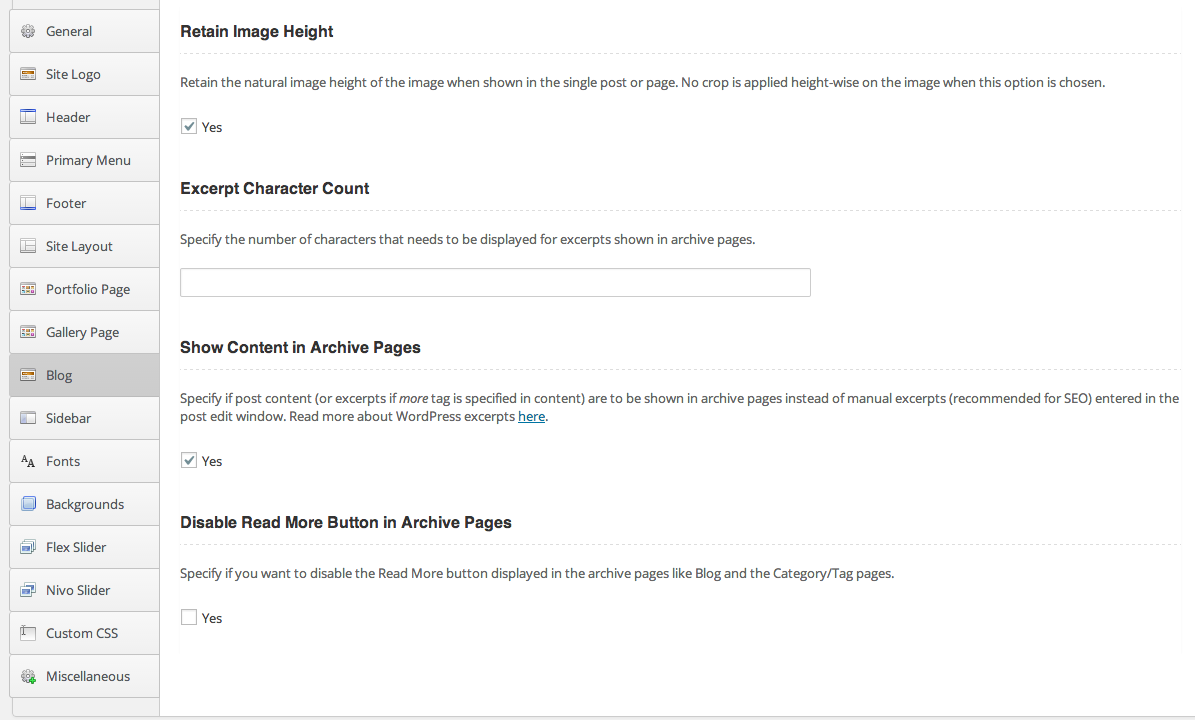 General
Site Logo
Header
Primary Menu
Footer
Site Layout
Portfolio Page
Gallery Page
Blog
Sidebar
Fonts
Backgrounds
Flex Slider
Nivo Slider
Custom CSS
Miscellaneous
Retain Image Height
Retain the natural image height of the image when shown in the single post or page. No crop is applied height-wise on the image when this option is chosen.
Yes
Excerpt Character Count
Specify the number of characters that needs to be displayed for excerpts shown in archive pages.
Show Content in Archive Pages
Specify if post content (or excerpts if more tag is specified in content) are to be shown in archive pages instead of manual excerpts (recommended for SEO) entered in the
post edit window. Read more about WordPress excerpts here.
Yes
Disable Read More Button in Archive Pages
Specify if you want to disable the Read More button displayed in the archive pages like Blog and the Category/Tag pages.
Yes